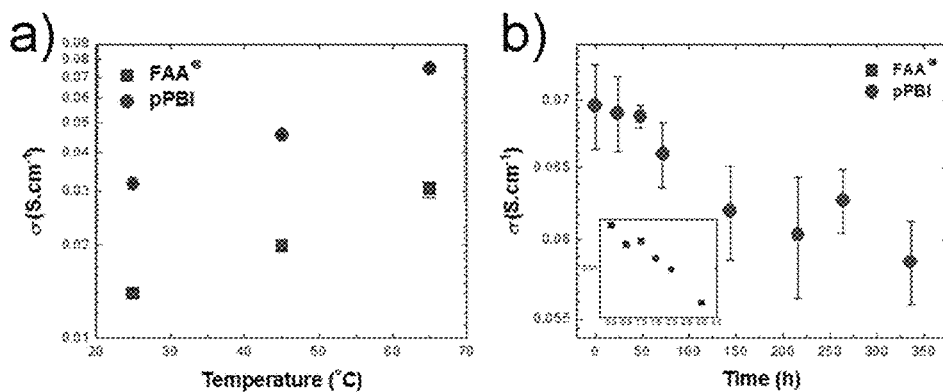 a)
0.09
0.08
0.07
0.06
0.05
0.04
0.03
0.02
0.01
FAA®
pPBI
σ(S.cm⁻¹)
20 30 40 50 60 70
Temperature (°C)
b)
0.07
0.065
0.06
0.055
FAA®
pPBI
σ(S.cm⁻¹)
0 50 100 150 200 250 300 350
Time (h)